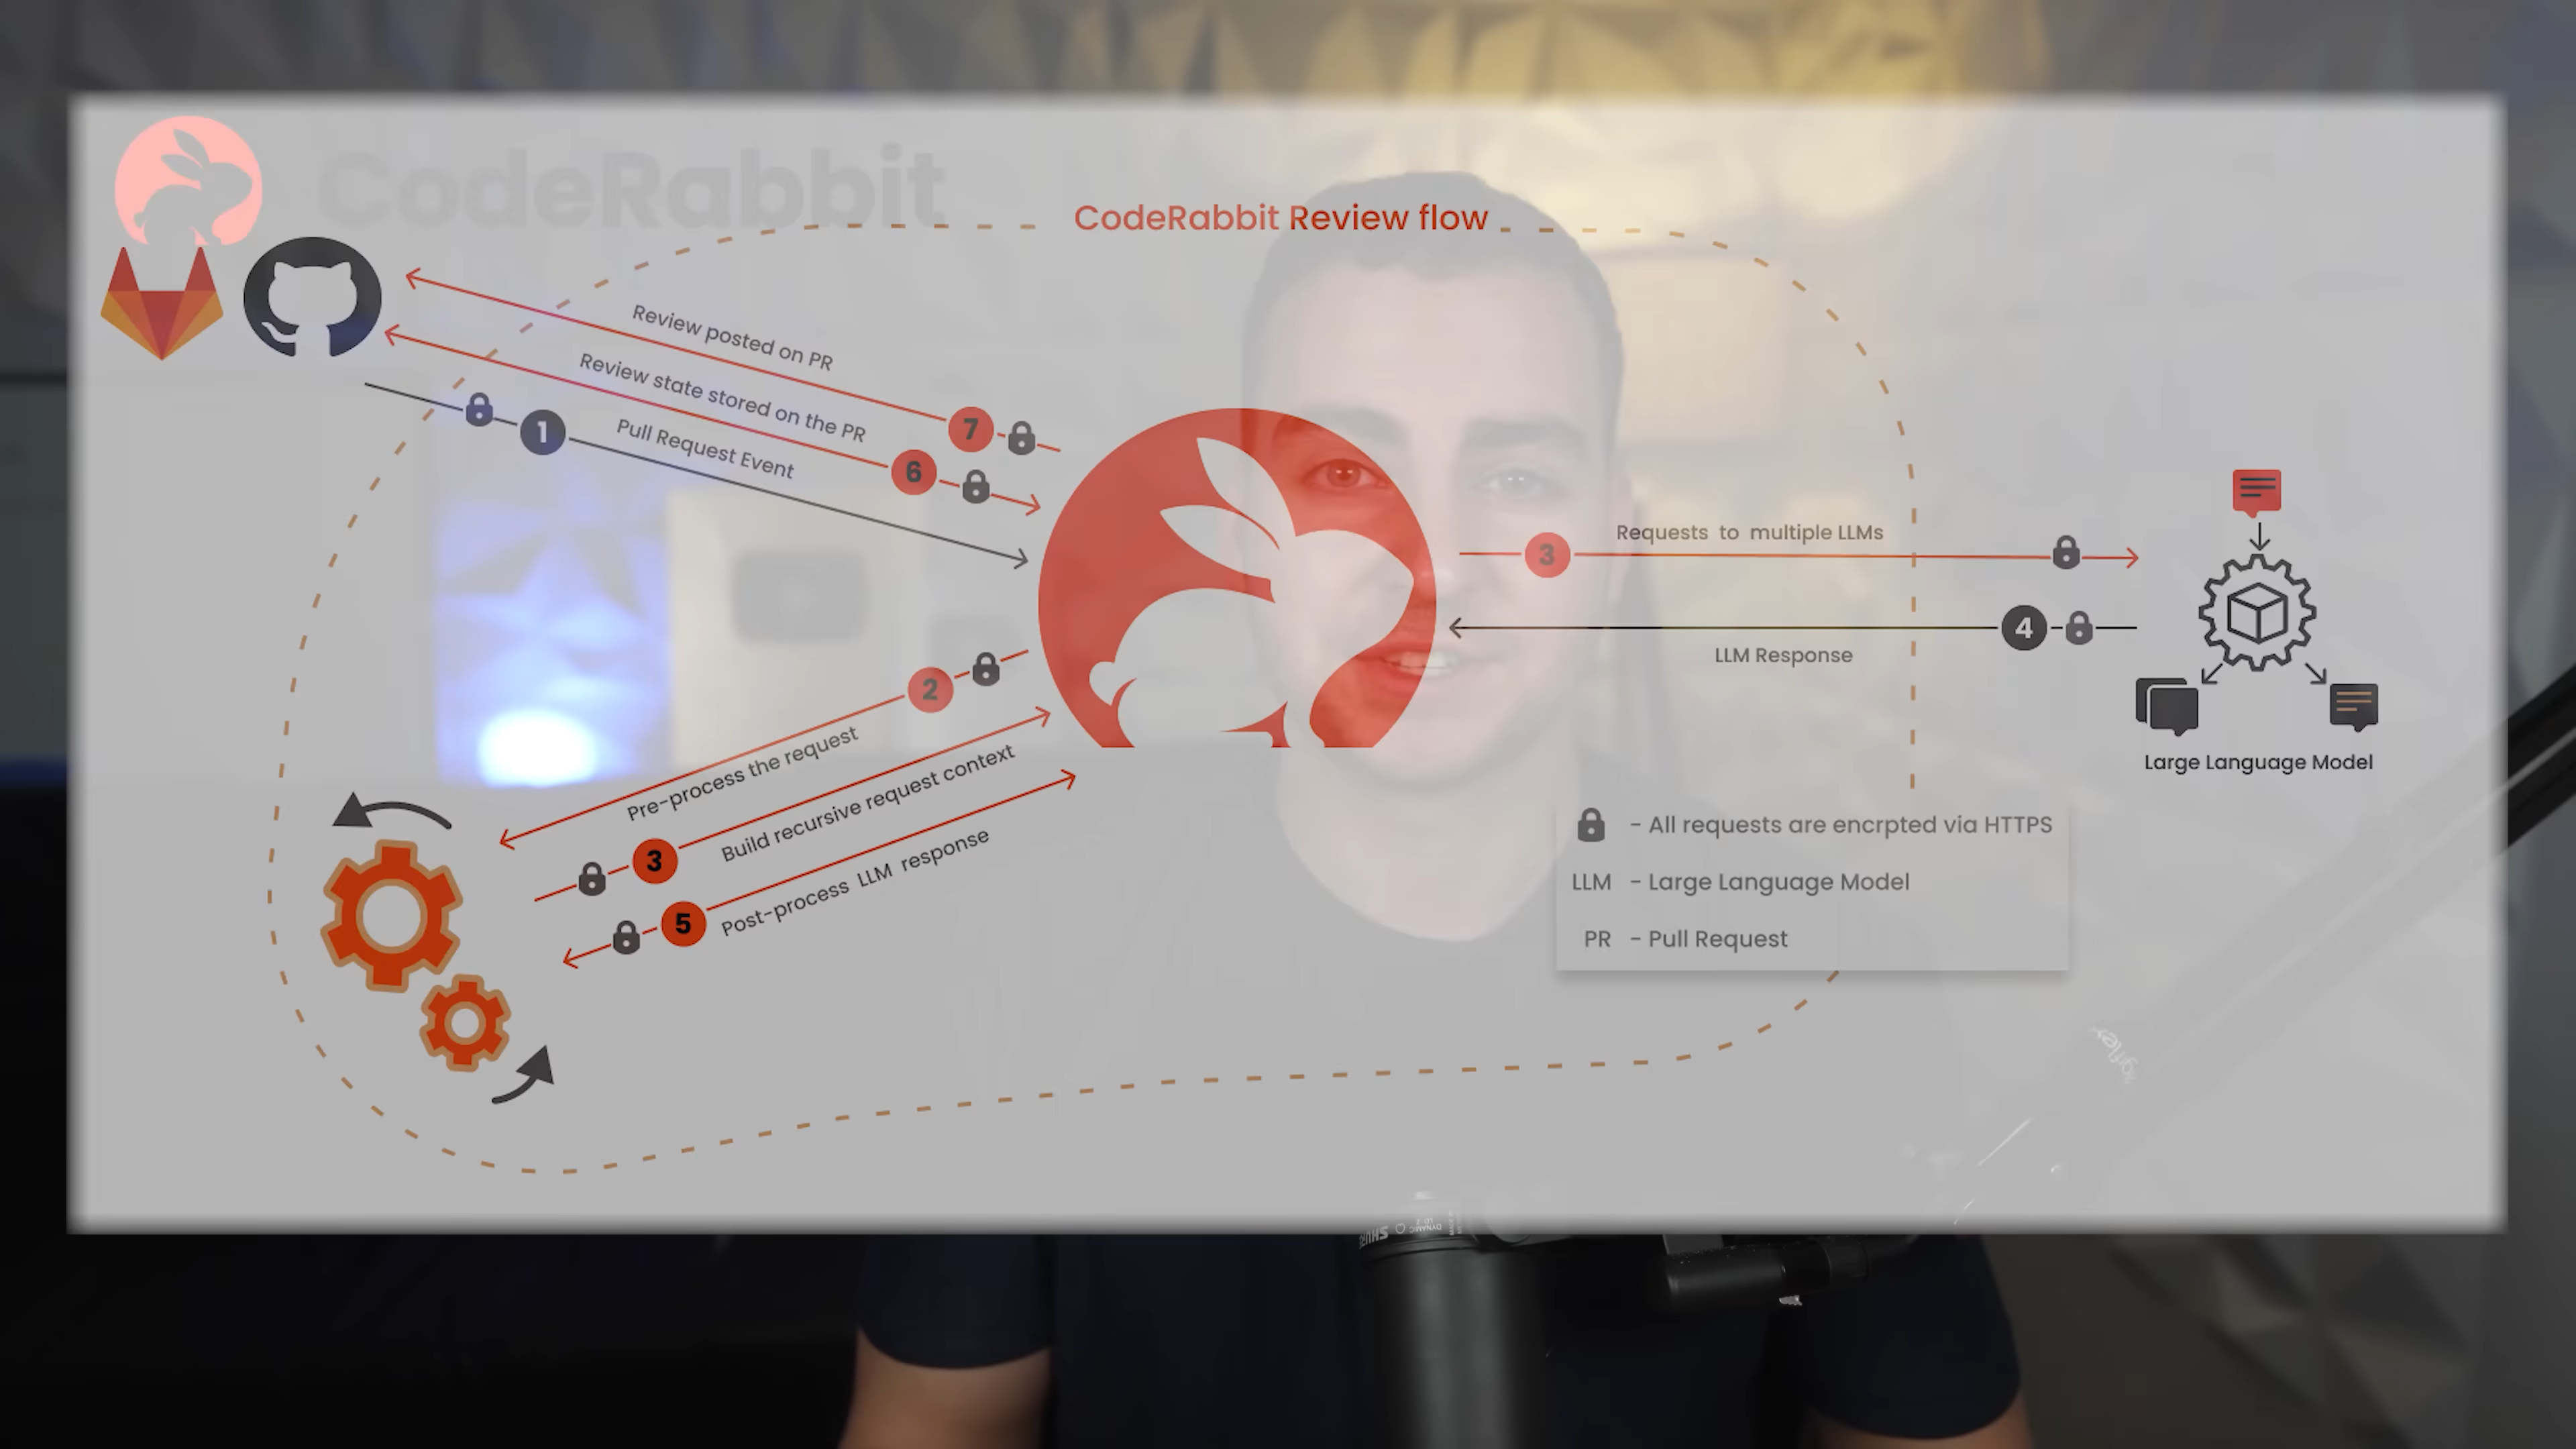 CodeRabbit
CodeRabbit Review flow
Review posted on PR
7
Review state stored on the PR
6
1
Pull Request Event
3
Requests to multiple LLMs
4
LLM Response
Large Language Model
2
Pre-process the request
3
Build recursive request context
5
Post-process LLM response
- All requests are encrpted via HTTPS
LLM - Large Language Model
PR - Pull Request
SHURE
DYNAMIC